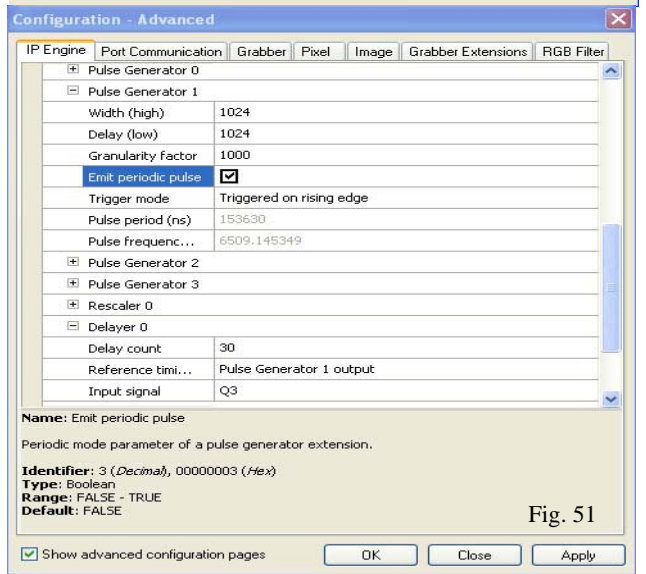 Configuration - Advanced
IP Engine Port Communication Grabber Pixel Image Grabber Extensions RGB Filter
Pulse Generator 0
Pulse Generator 1
Width (high) 1024
Delay (low) 1024
Granularity factor 1000
Emit periodic pulse
Trigger mode Triggered on rising edge
Pulse period (ns) 153630
Pulse frequenc... 6509.145349
Pulse Generator 2
Pulse Generator 3
Rescaler 0
Delayer 0
Delay count 30
Reference timi... Pulse Generator 1 output
Input signal Q3
Name: Emit periodic pulse
Periodic mode parameter of a pulse generator extension.
Identifier: 3 (Decimal), 00000003 (Hex)
Type: Boolean
Range: FALSE - TRUE
Default: FALSE
Fig. 51
Show advanced configuration pages OK Close Apply